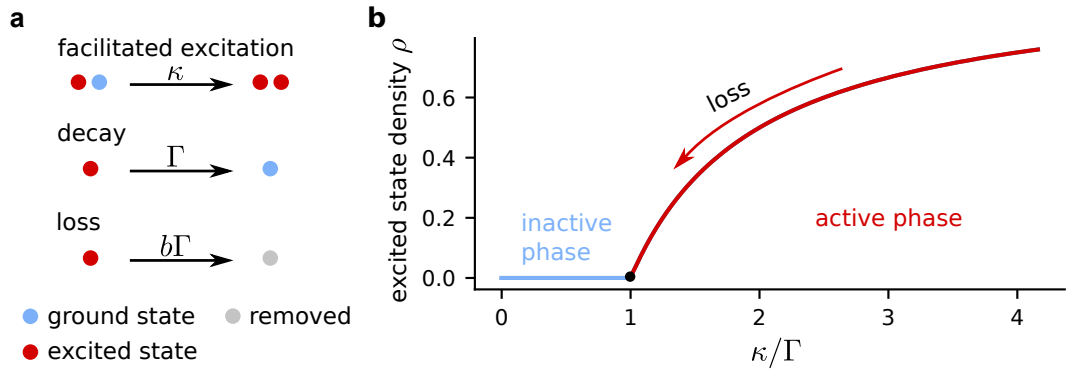 a
facilitated excitation
κ
decay
Γ
loss
bΓ
ground state
removed
excited state
b
excited state density ρ
0.6
0.4
0.2
0.0
loss
inactive
phase
active phase
0 1 2 3 4
κ/Γ